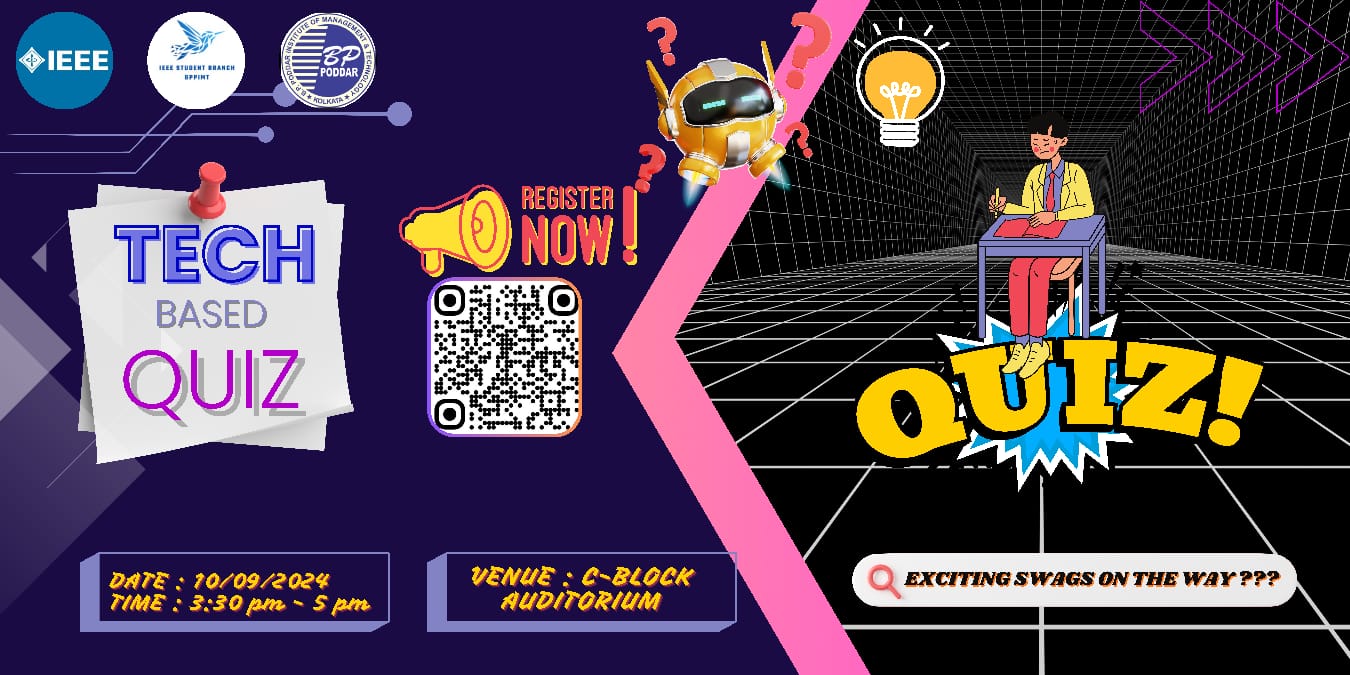 IEEE
IEEE STUDENT BRANCH
BPPIMT
B.P. PODDAR INSTITUTE OF MANAGEMENT & TECHNOLOGY
BP
PODDAR
★ KOLKATA ★
TECH
BASED
QUIZ
REGISTER
NOW!
QUIZ!
DATE : 10/09/2024
TIME : 3:30 pm - 5 pm
VENUE : C-BLOCK
AUDITORIUM
EXCITING SWAGS ON THE WAY ???